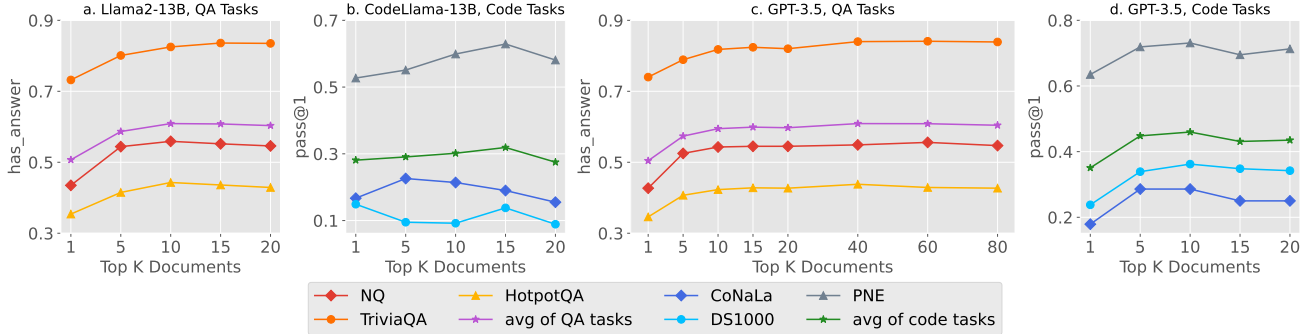 a. Llama2-13B, QA Tasks
has_answer
0.9
0.7
0.5
0.3
1 5 10 15 20
Top K Documents
b. CodeLlama-13B, Code Tasks
pass@1
0.7
0.5
0.3
0.1
1 5 10 15 20
Top K Documents
c. GPT-3.5, QA Tasks
has_answer
0.9
0.7
0.5
0.3
1 5 10 15 20 40 60 80
Top K Documents
d. GPT-3.5, Code Tasks
pass@1
0.8
0.6
0.4
0.2
1 5 10 15 20
Top K Documents
NQ HotpotQA CoNaLa PNE
TriviaQA avg of QA tasks DS1000 avg of code tasks